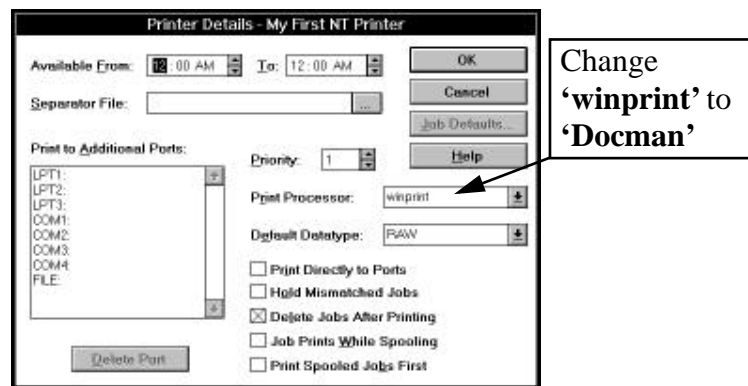 Printer Details - My First NT Printer
Available From: 12:00 AM To: 12:00 AM
OK
Separator File: ...
Cancel
Job Defaults...
Help
Print to Additional Ports:
LPT1:
LPT2:
LPT3:
COM1:
COM2:
COM3:
COM4:
FILE:
Delete Port
Priority: 1
Print Processor: winprint
Default Datatype: RAW
Print Directly to Ports
Hold Mismatched Jobs
Delete Jobs After Printing
Job Prints While Spooling
Print Spooled Jobs First
Change
‘winprint’ to
‘Docman’